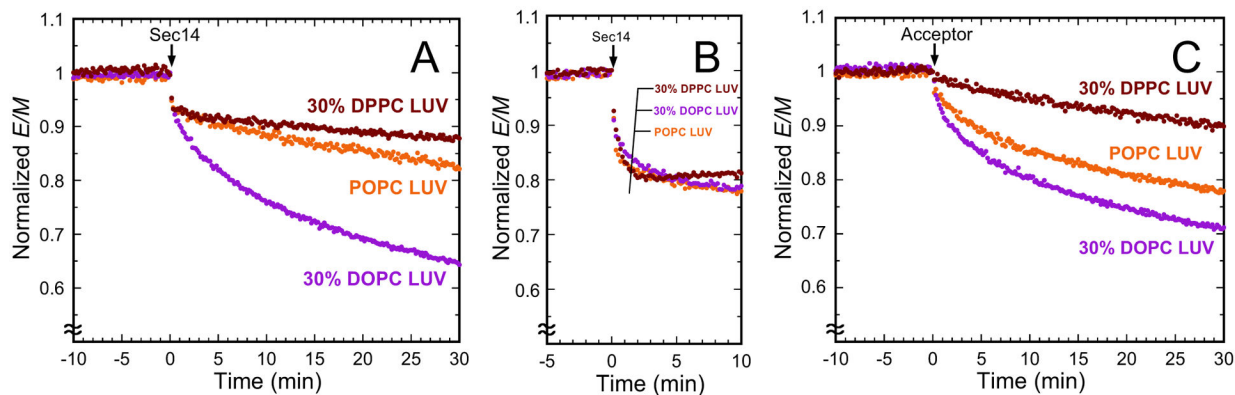 A
Sec14
30% DPPC LUV
POPC LUV
30% DOPC LUV
Normalized E/M
1.1
1
0.9
0.8
0.7
0.6
-10 -5 0 5 10 15 20 25 30
Time (min)
B
Sec14
30% DPPC LUV
30% DOPC LUV
POPC LUV
Normalized E/M
1.1
1
0.9
0.8
0.7
0.6
-5 0 5 10
Time (min)
C
Acceptor
30% DPPC LUV
POPC LUV
30% DOPC LUV
Normalized E/M
1.1
1
0.9
0.8
0.7
0.6
-10 -5 0 5 10 15 20 25 30
Time (min)